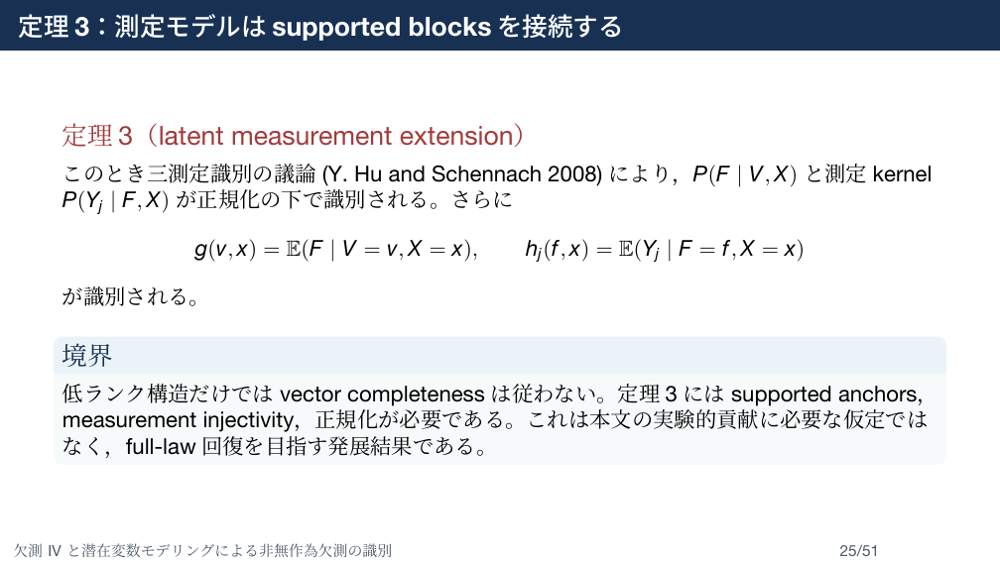 定理 3：測定モデルは supported blocks を接続する
定理 3（latent measurement extension）
このとき三測定識別の議論 (Y. Hu and Schennach 2008) により，P(F | V, X) と測定 kernel
P(Y_j | F, X) が正規化の下で識別される。さらに
g(v, x) = 𝔼(F | V = v, X = x),　　h_j(f, x) = 𝔼(Y_j | F = f, X = x)
が識別される。
境界
低ランク構造だけでは vector completeness は従わない。定理 3 には supported anchors,
measurement injectivity，正規化が必要である。これは本文の実験的貢献に必要な仮定では
なく，full-law 回復を目指す発展結果である。
欠測 IV と潜在変数モデリングによる非無作為欠測の識別
25/51